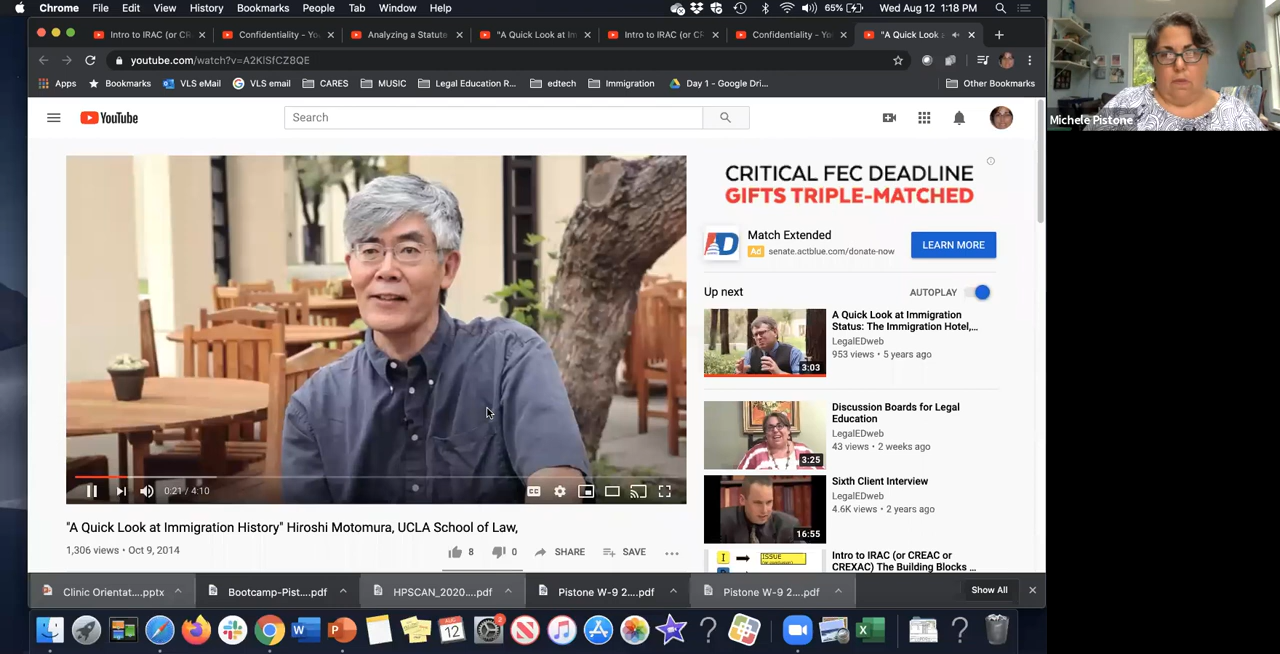 Chrome File Edit View History Bookmarks People Tab Window Help
65% Wed Aug 12 1:18 PM
Intro to IRAC (or CR
Confidentiality - Yo
Analyzing a Statute
"A Quick Look at Im
Intro to IRAC (or CR
Confidentiality - Yo
"A Quick Look a
youtube.com/watch?v=A2KlSfCZ8QE
Apps Bookmarks VLS eMail VLS email CARES MUSIC Legal Education R... edtech Immigration Day 1 - Google Dri... Other Bookmarks
YouTube
Search
Michele Pistone
CRITICAL FEC DEADLINE
GIFTS TRIPLE-MATCHED
Match Extended
Ad senate.actblue.com/donate-now
LEARN MORE
Up next
AUTOPLAY
A Quick Look at Immigration
Status: The Immigration Hotel,...
LegalEDweb
953 views • 5 years ago
3:03
Discussion Boards for Legal
Education
LegalEDweb
43 views • 2 weeks ago
3:25
Sixth Client Interview
LegalEDweb
4.6K views • 2 years ago
16:55
Intro to IRAC (or CREAC or
CREXAC) The Building Blocks ...
I ISSUE
0:21 / 4:10
CC
"A Quick Look at Immigration History" Hiroshi Motomura, UCLA School of Law,
1,306 views • Oct 9, 2014
8 0 SHARE SAVE
Clinic Orientat....pptx
Bootcamp-Pist....pdf
HPSCAN_2020....pdf
Pistone W-9 2....pdf
Pistone W-9 2....pdf
Show All
AUG
12
2